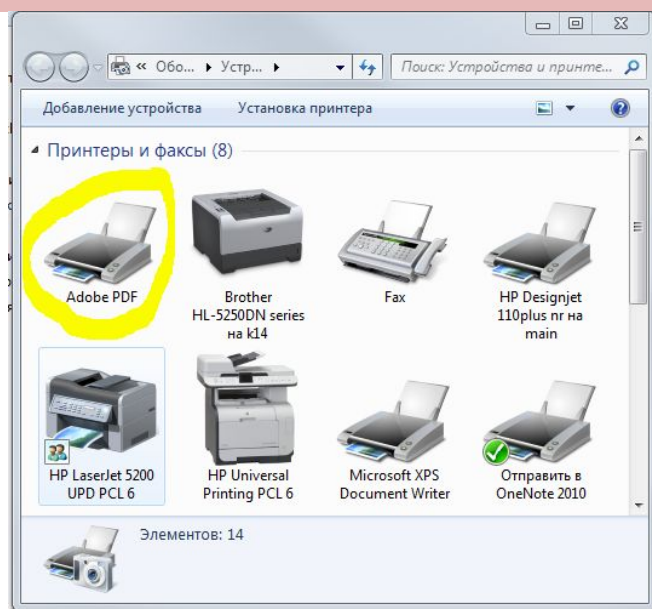 « Обо... Устр...
Поиск: Устройства и принте...
Добавление устройства Установка принтера
Принтеры и факсы (8)
Adobe PDF
Brother
HL-5250DN series
на k14
Fax
HP Designjet
110plus nr на
main
HP LaserJet 5200
UPD PCL 6
HP Universal
Printing PCL 6
Microsoft XPS
Document Writer
Отправить в
OneNote 2010
Элементов: 14